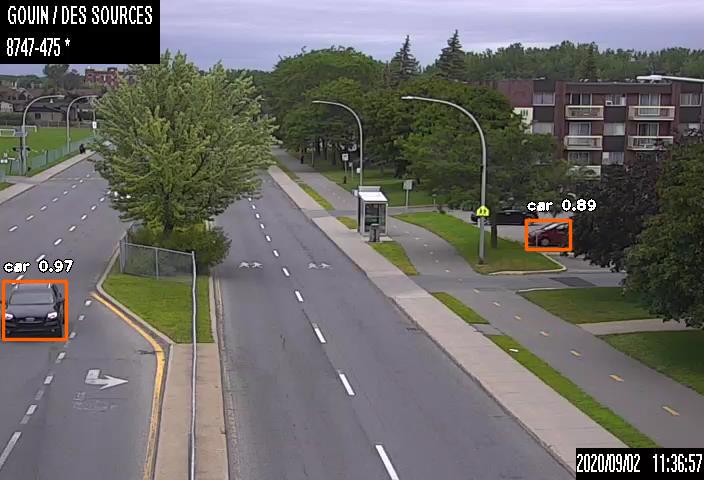 GOUIN / DES SOURCES
8747-475 *
car 0.89
car 0.97
2020/09/02 11:36:57